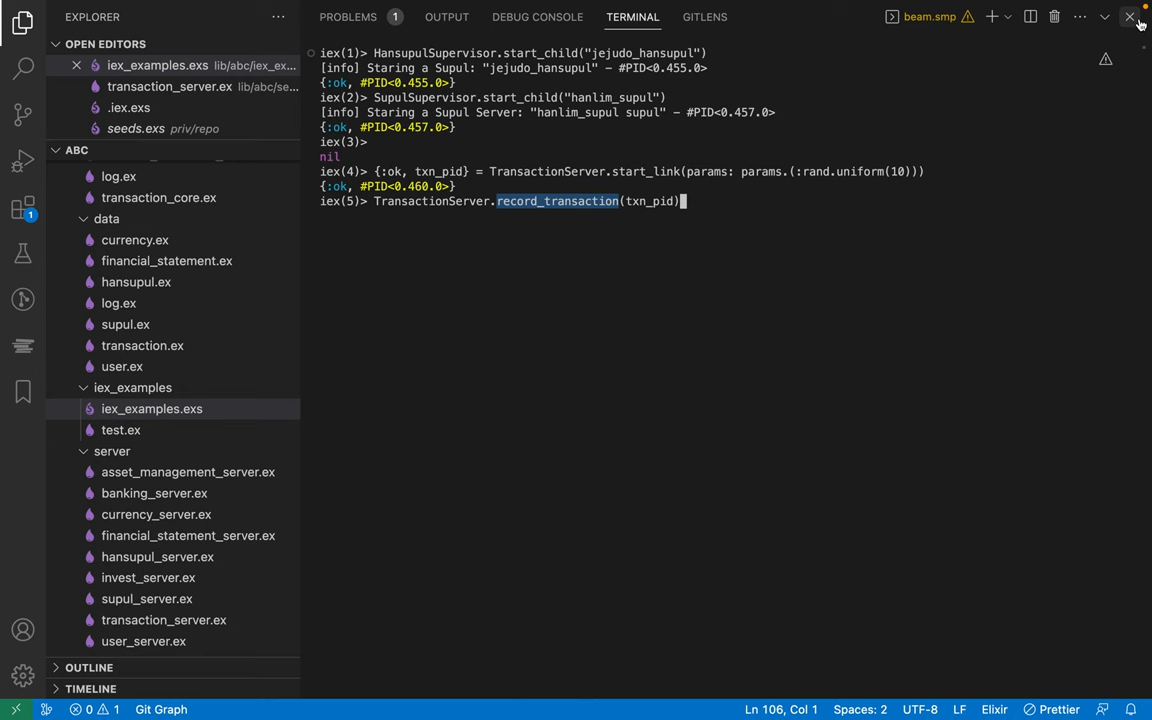 EXPLORER
PROBLEMS 1 OUTPUT DEBUG CONSOLE TERMINAL GITLENS
beam.smp
OPEN EDITORS
iex_examples.exs lib/abc/iex_ex...
transaction_server.ex lib/abc/se...
.iex.exs
seeds.exs priv/repo
ABC
log.ex
transaction_core.ex
data
currency.ex
financial_statement.ex
hansupul.ex
log.ex
supul.ex
transaction.ex
user.ex
iex_examples
iex_examples.exs
test.ex
server
asset_management_server.ex
banking_server.ex
currency_server.ex
financial_statement_server.ex
hansupul_server.ex
invest_server.ex
supul_server.ex
transaction_server.ex
user_server.ex
OUTLINE
TIMELINE
1
iex(1)> HansupulSupervisor.start_child("jejudo_hansupul")
[info] Staring a Supul: "jejudo_hansupul" – #PID<0.455.0>
{:ok, #PID<0.455.0>}
iex(2)> SupulSupervisor.start_child("hanlim_supul")
[info] Staring a Supul Server: "hanlim_supul supul" – #PID<0.457.0>
{:ok, #PID<0.457.0>}
iex(3)>
nil
iex(4)> {:ok, txn_pid} = TransactionServer.start_link(params: params.(:rand.uniform(10)))
{:ok, #PID<0.460.0>}
iex(5)> TransactionServer.record_transaction(txn_pid)
0 1 Git Graph Ln 106, Col 1 Spaces: 2 UTF-8 LF Elixir Prettier